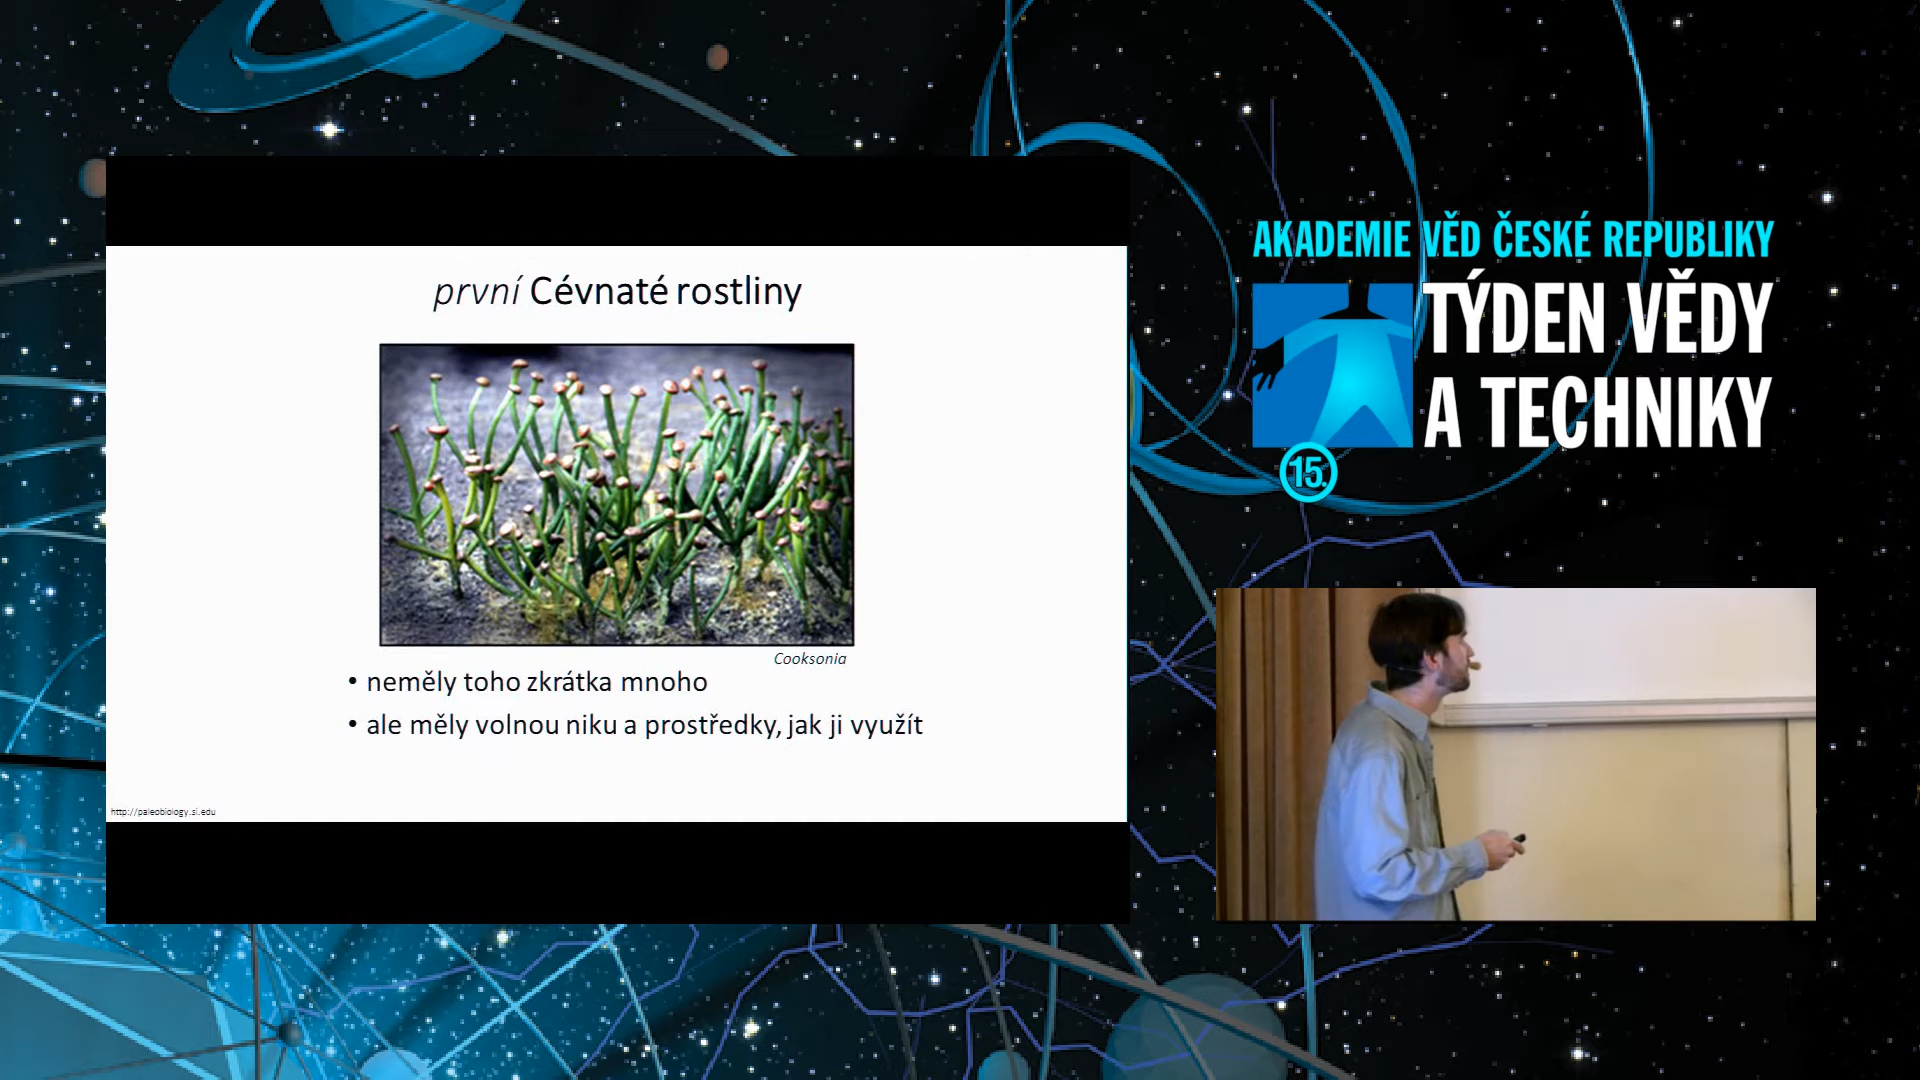 první Cévnaté rostliny
Cooksonia
• neměly toho zkrátka mnoho
• ale měly volnou niku a prostředky, jak ji využít
http://paleobiology.si.edu
AKADEMIE VĚD ČESKÉ REPUBLIKY
TÝDEN VĚDY
A TECHNIKY
15.